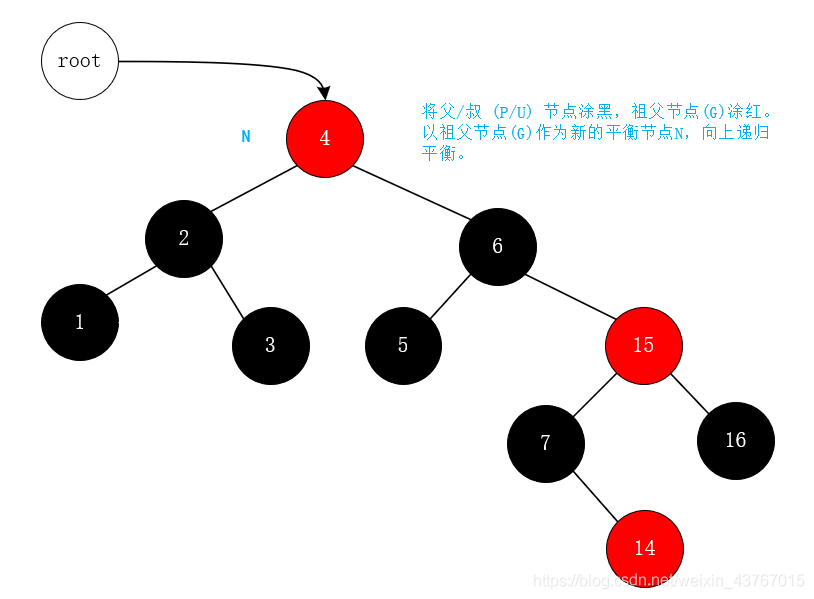 root
将父/叔 (P/U) 节点涂黑，祖父节点(G)涂红。
以祖父节点(G)作为新的平衡节点N，向上递归
平衡。
N
4
2
6
1
3
5
15
7
16
14
https://blog.csdn.net/weixin_43767015